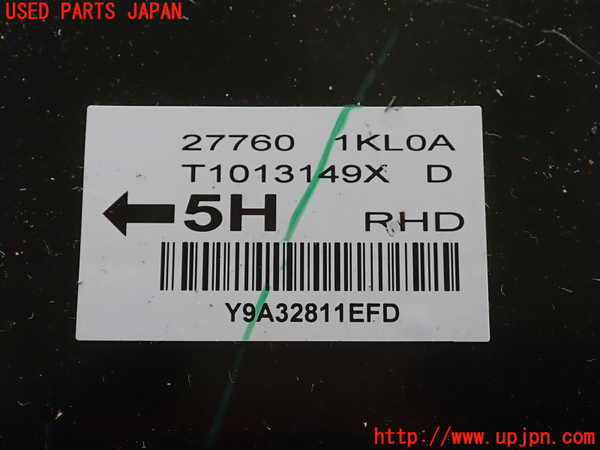 USED PARTS JAPAN
27760 1KL0A
T1013149X D
5H RHD
Y9A32811EFD
http://www.upjpn.com/